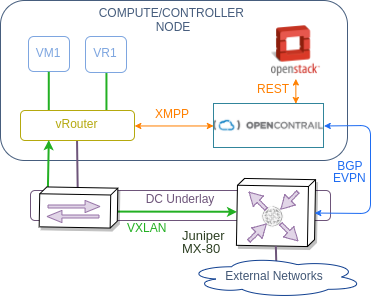 COMPUTE/CONTROLLER
NODE
VM1
VR1
openstack
REST
vRouter
XMPP
OPENCONTRAIL
BGP
EVPN
DC Underlay
VXLAN
Juniper
MX-80
External Networks